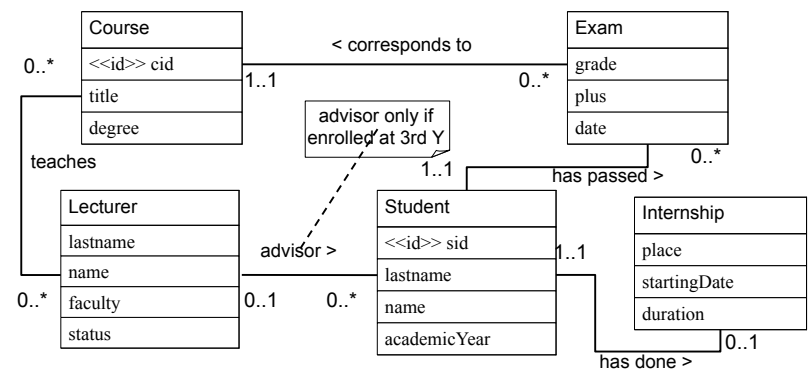 Course
<<id>> cid
title
degree
0..*
1..1
< corresponds to
0..*
Exam
grade
plus
date
0..*
advisor only if
enrolled at 3rd Y
teaches
1..1
has passed >
Lecturer
lastname
name
faculty
status
0..*
0..1
advisor >
0..*
Student
<<id>> sid
lastname
name
academicYear
1..1
Internship
place
startingDate
duration
0..1
has done >